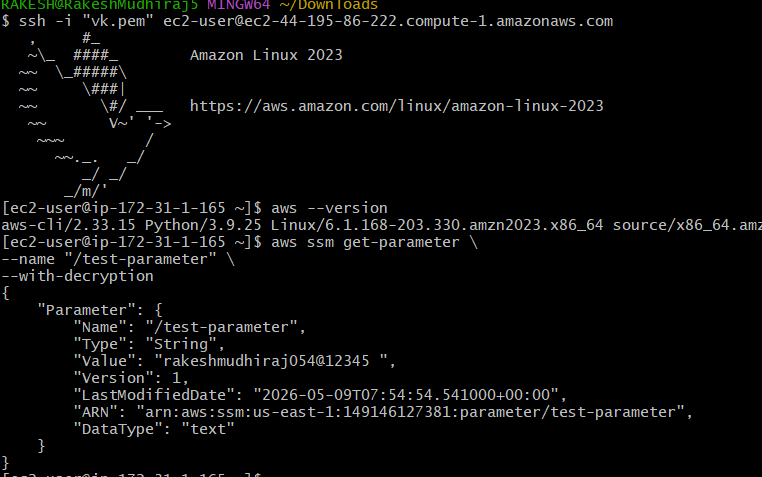 RAKESH@RakeshMudhiraj5 MINGW64 ~/Downloads
$ ssh -i "vk.pem" ec2-user@ec2-44-195-86-222.compute-1.amazonaws.com
   ,     #_
   ~\_  ####_        Amazon Linux 2023
  ~~  \_#####\
  ~~     \###|
  ~~       \#/ ___   https://aws.amazon.com/linux/amazon-linux-2023
   ~~       V~' '->
    ~~~         /
      ~~._.   _/
         _/ _/
       _/m/'
[ec2-user@ip-172-31-1-165 ~]$ aws --version
aws-cli/2.33.15 Python/3.9.25 Linux/6.1.168-203.330.amzn2023.x86_64 source/x86_64.amz
[ec2-user@ip-172-31-1-165 ~]$ aws ssm get-parameter \
--name "/test-parameter" \
--with-decryption
{
    "Parameter": {
        "Name": "/test-parameter",
        "Type": "String",
        "Value": "rakeshmudhiraj054@12345 ",
        "Version": 1,
        "LastModifiedDate": "2026-05-09T07:54:54.541000+00:00",
        "ARN": "arn:aws:ssm:us-east-1:149146127381:parameter/test-parameter",
        "DataType": "text"
    }
}